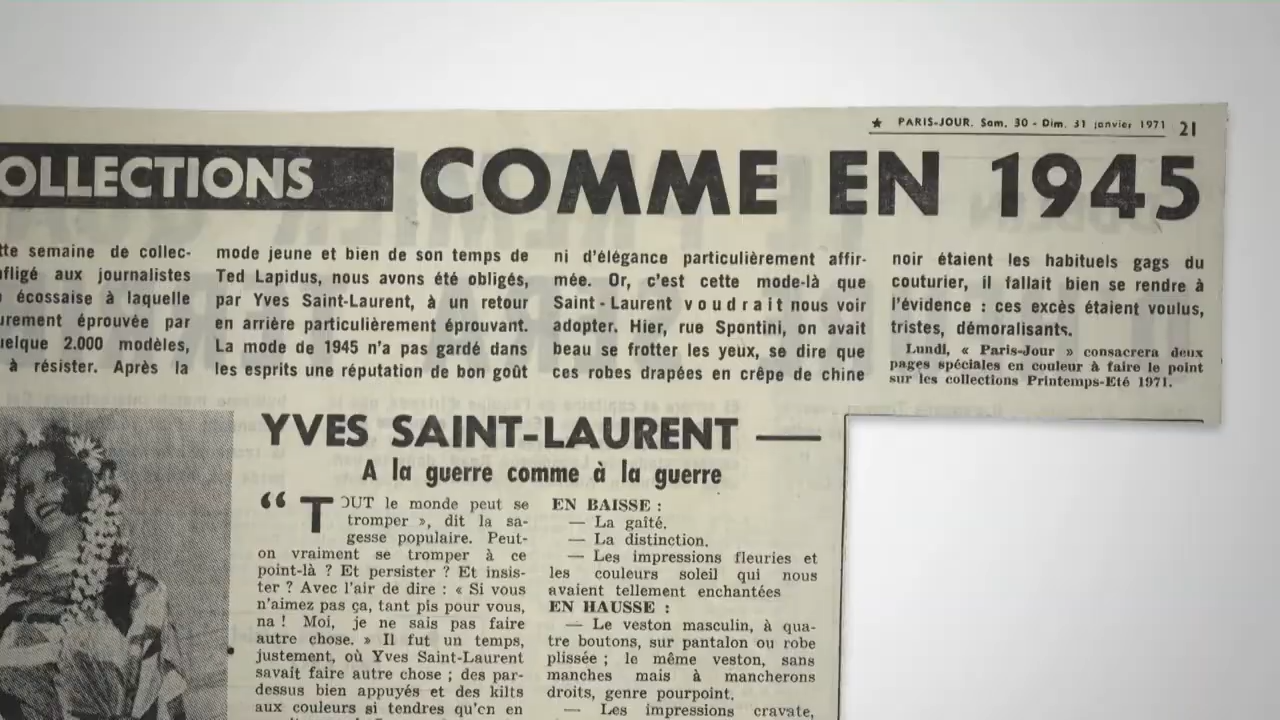 ★ PARIS-JOUR. Sam. 30 - Dim. 31 janvier 1971 21
OLLECTIONS COMME EN 1945
tte semaine de collec-
fligé aux journalistes
écossaise à laquelle
urement éprouvée par
uelque 2.000 modèles,
à résister. Après la
mode jeune et bien de son temps de
Ted Lapidus, nous avons été obligés,
par Yves Saint-Laurent, à un retour
en arrière particulièrement éprouvant.
La mode de 1945 n'a pas gardé dans
les esprits une réputation de bon goût
ni d'élégance particulièrement affir-
mée. Or, c'est cette mode-là que
Saint-Laurent voudrait nous voir
adopter. Hier, rue Spontini, on avait
beau se frotter les yeux, se dire que
ces robes drapées en crêpe de chine
noir étaient les habituels gags du
couturier, il fallait bien se rendre à
l'évidence : ces excès étaient voulus,
tristes, démoralisants.
Lundi, « Paris-Jour » consacrera deux
pages spéciales en couleur à faire le point
sur les collections Printemps-Eté 1971.
YVES SAINT-LAURENT —
A la guerre comme à la guerre
“ TOUT le monde peut se
tromper », dit la sa-
gesse populaire. Peut-
on vraiment se tromper à ce
point-là ? Et persister ? Et insis-
ter ? Avec l'air de dire : « Si vous
n'aimez pas ça, tant pis pour vous,
na ! Moi, je ne sais pas faire
autre chose. » Il fut un temps,
justement, où Yves Saint-Laurent
savait faire autre chose ; des par-
dessus bien appuyés et des kilts
aux couleurs si tendres qu'en en
EN BAISSE :
— La gaîté.
— La distinction.
— Les impressions fleuries et
les couleurs soleil qui nous
avaient tellement enchantées
EN HAUSSE :
— Le veston masculin, à qua-
tre boutons, sur pantalon ou robe
plissée ; le même veston, sans
manches mais à mancherons
droits, genre pourpoint.
— Les impressions cravate,